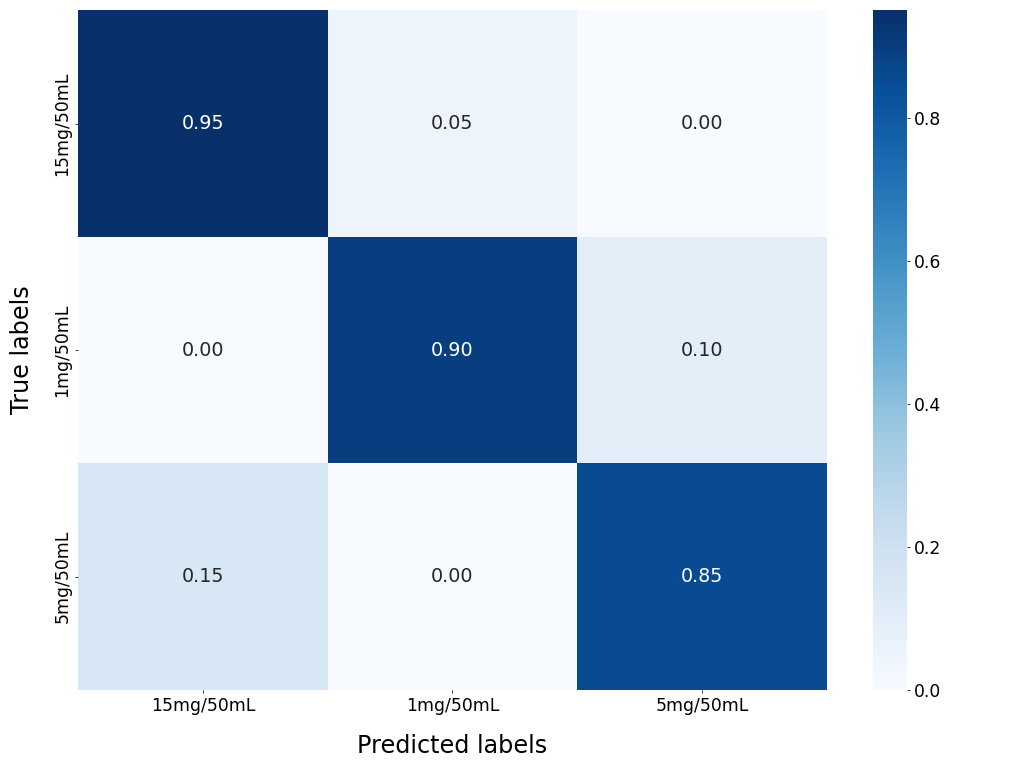 True labels
15mg/50mL
1mg/50mL
5mg/50mL
0.95 0.05 0.00
0.00 0.90 0.10
0.15 0.00 0.85
15mg/50mL 1mg/50mL 5mg/50mL
Predicted labels
0.8
0.6
0.4
0.2
0.0